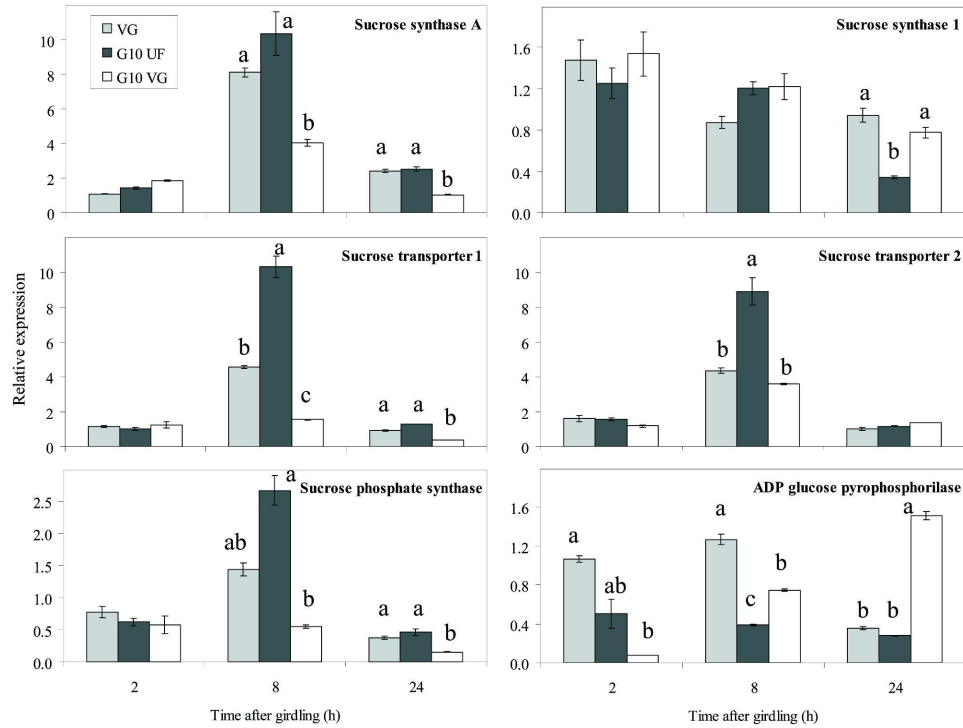 Sucrose synthase A
VG
G10 UF
G10 VG
10
8
6
4
2
0
a
a
b
a
a
b
Sucrose synthase 1
1.6
1.2
0.8
0.4
0.0
a
b
a
Relative expression
Sucrose transporter 1
10
8
6
4
2
0
b
a
c
a
a
b
Sucrose transporter 2
10
8
6
4
2
0
b
a
b
Sucrose phosphate synthase
2.5
2.0
1.5
1.0
0.5
0.0
ab
a
b
a
a
b
2
8
24
Time after girdling (h)
ADP glucose pyrophosphorilase
1.6
1.2
0.8
0.4
0.0
a
ab
b
a
c
b
b
b
a
2
8
24
Time after girdling (h)